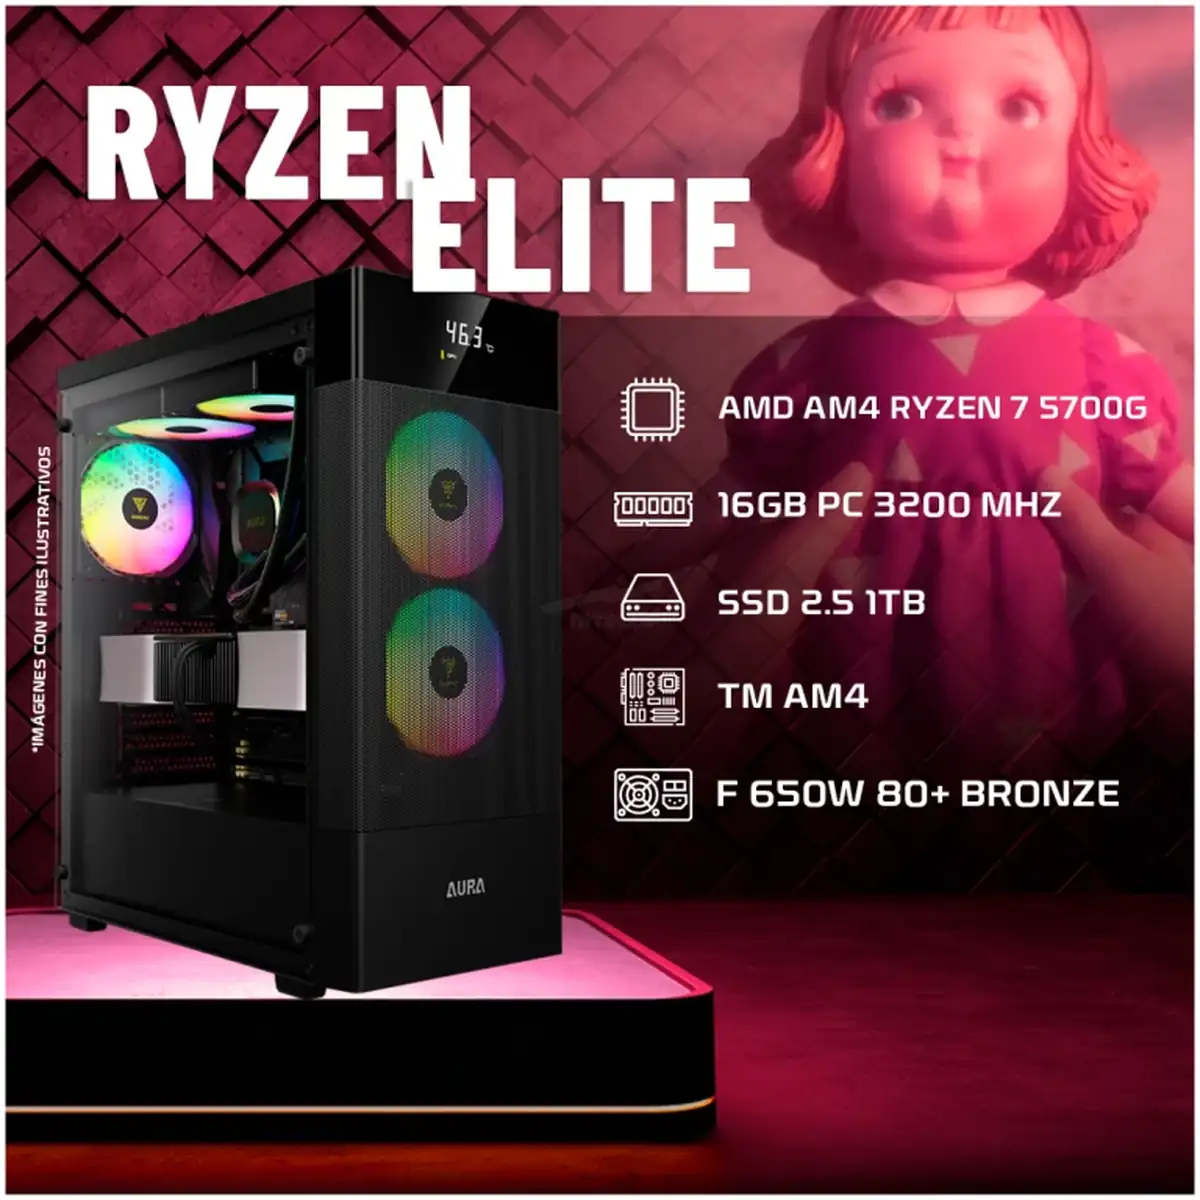 RYZEN
ELITE
46.3 °C
AMD AM4 RYZEN 7 5700G
16GB PC 3200 MHZ
SSD 2.5 1TB
TM AM4
F 650W 80+ BRONZE
AURA
*IMÁGENES CON FINES ILUSTRATIVOS